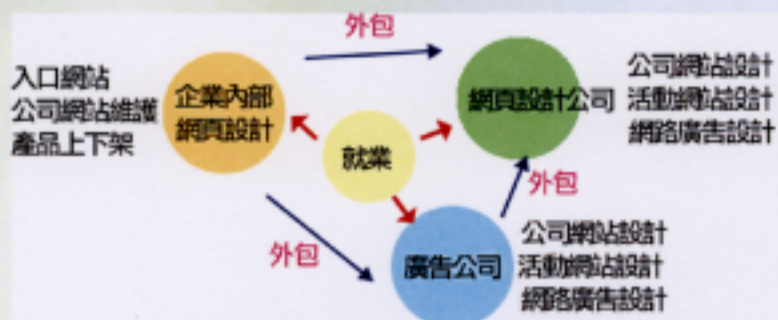 外包
入口網站
公司網站維護
產品上下架
企業內部
網頁設計
就業
網頁設計公司
公司網站設計
活動網站設計
網路廣告設計
外包
外包
廣告公司
公司網站設計
活動網站設計
網路廣告設計